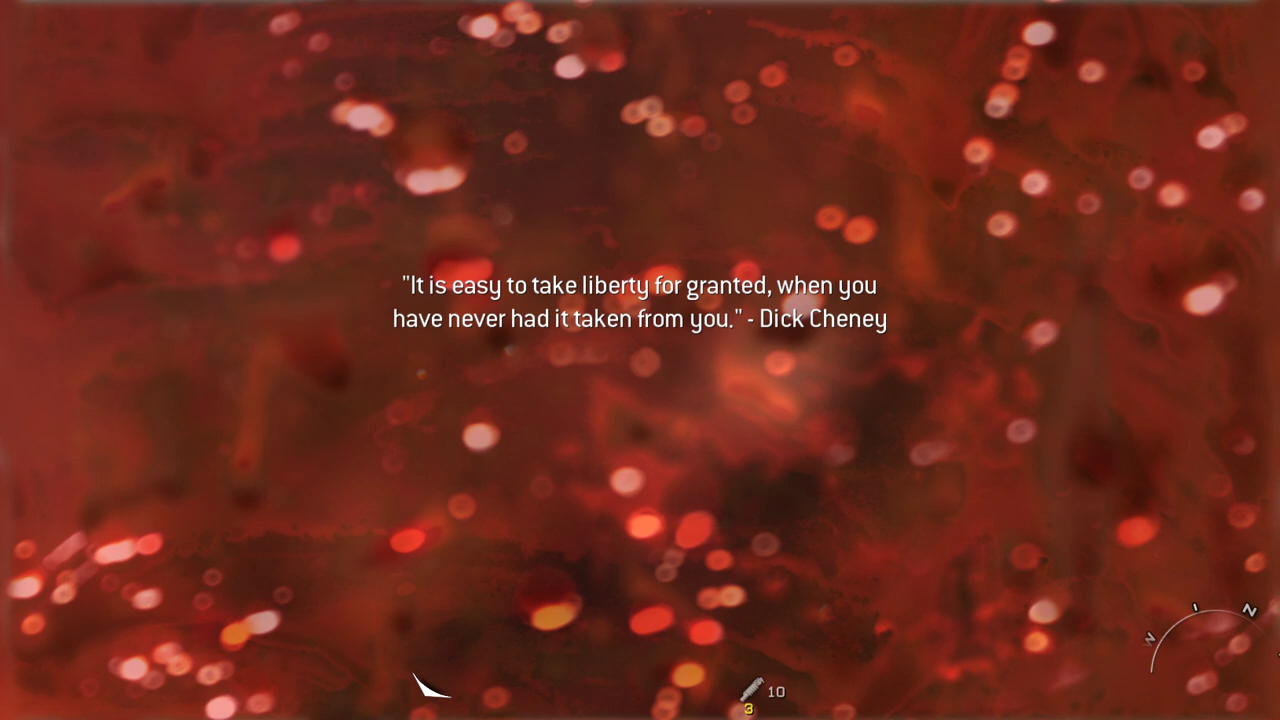 "It is easy to take liberty for granted, when you
have never had it taken from you." - Dick Cheney
N
N
10
3